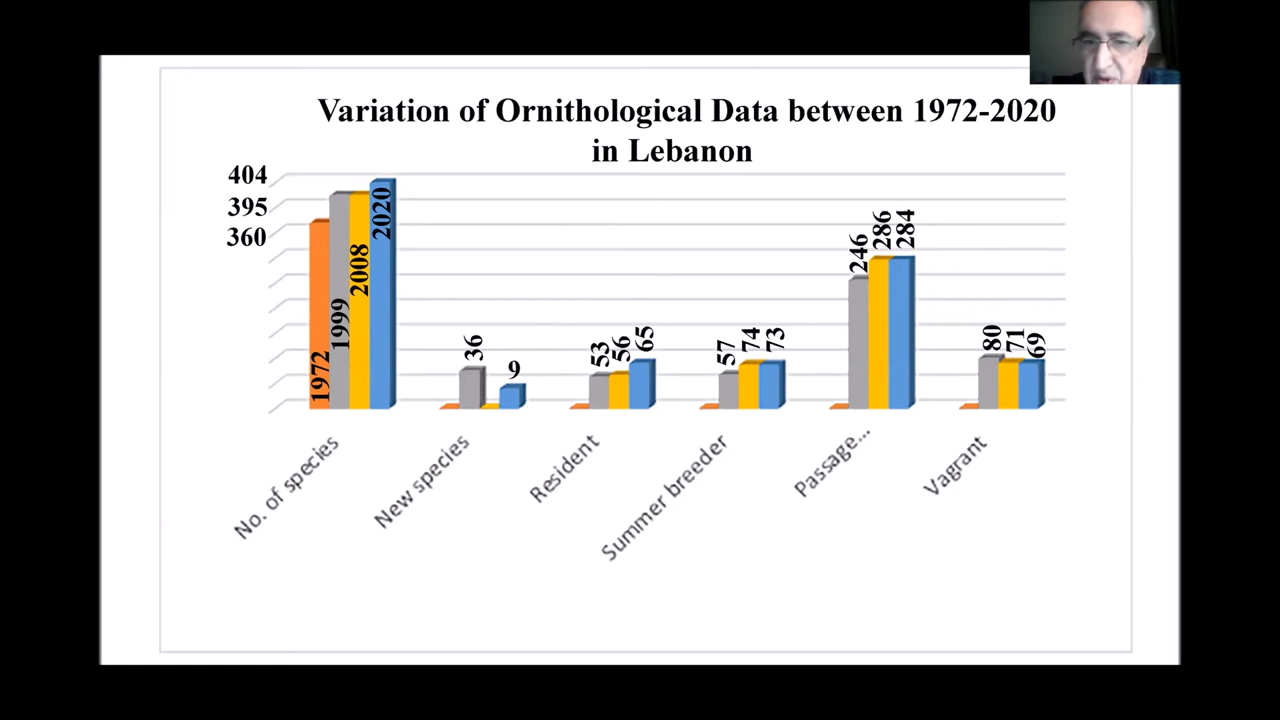 Variation of Ornithological Data between 1972-2020
in Lebanon
404
395
360
1972
1999
2008
2020
36
9
53
56
65
57
74
73
246
286
284
80
71
69
No. of species
New species
Resident
Summer breeder
Passage...
Vagrant